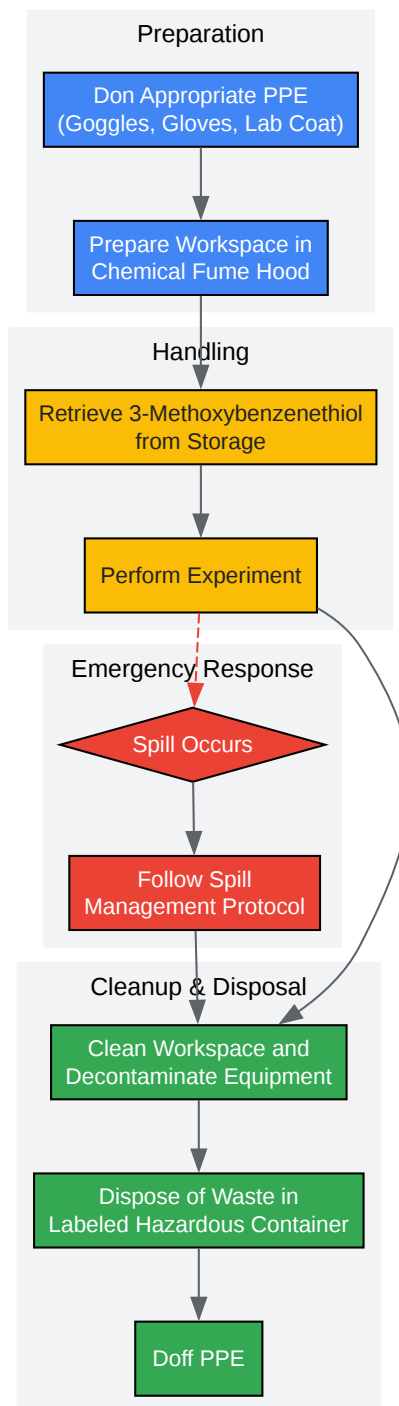 Preparation
Don Appropriate PPE
(Goggles, Gloves, Lab Coat)
Prepare Workspace in
Chemical Fume Hood
Handling
Retrieve 3-Methoxybenzenethiol
from Storage
Perform Experiment
Emergency Response
Spill Occurs
Follow Spill
Management Protocol
Cleanup & Disposal
Clean Workspace and
Decontaminate Equipment
Dispose of Waste in
Labeled Hazardous Container
Doff PPE